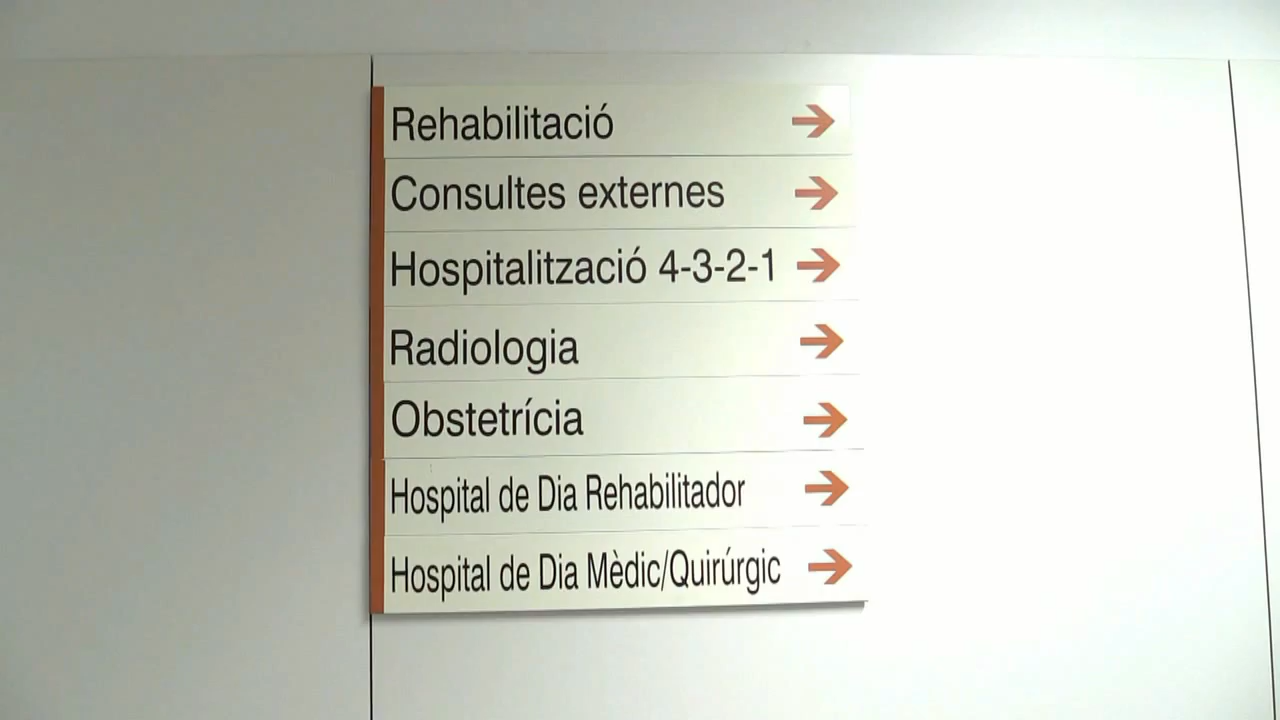 Rehabilitació
Consultes externes
Hospitalització 4-3-2-1
Radiologia
Obstetrícia
Hospital de Dia Rehabilitador
Hospital de Dia Mèdic/Quirúrgic